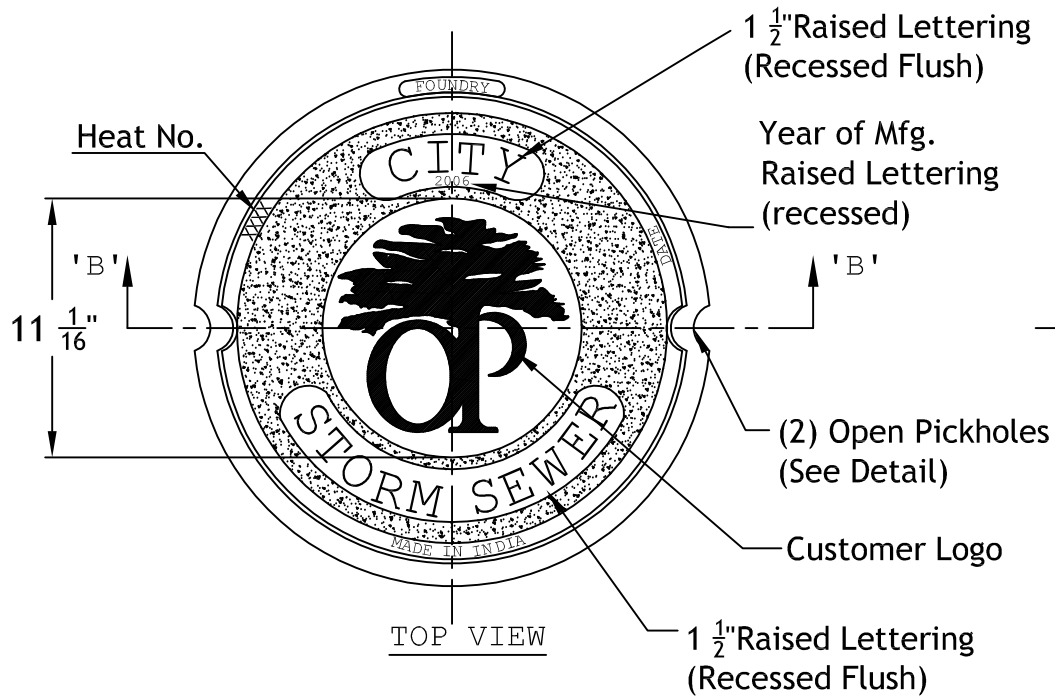 1 1/2"Raised Lettering
(Recessed Flush)
FOUNDRY
Heat No.
CITY
2006
Year of Mfg.
Raised Lettering
(recessed)
DATE
'B'
'B'
11 1/16"
OP
STORM SEWER
(2) Open Pickholes
(See Detail)
MADE IN INDIA
Customer Logo
TOP VIEW
1 1/2"Raised Lettering
(Recessed Flush)